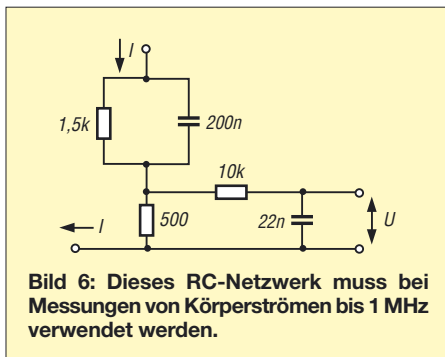 I
1,5k
200n
10k
500
22n
U
I
Bild 6: Dieses RC-Netzwerk muss bei
Messungen von Körperströmen bis 1 MHz
verwendet werden.